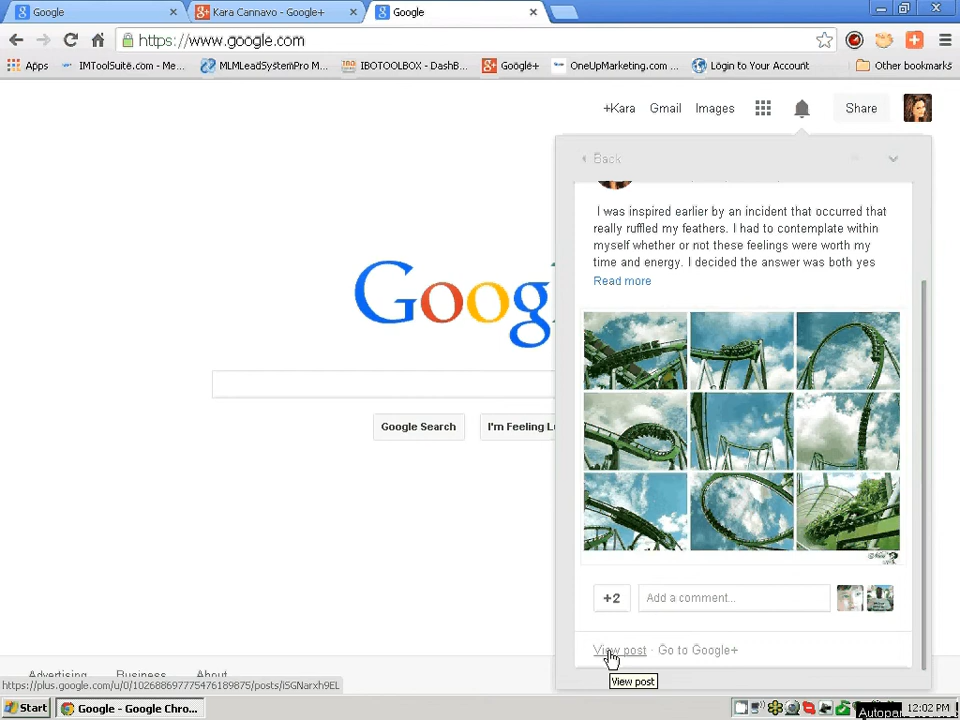 Google
Kara Cannavo - Google+
Google
https://www.google.com
Apps
IMToolSuite.com - Me...
MLMLeadSystemPro M...
IBOTOOLBOX - DashB...
Google+
OneUpMarketing.com ...
Login to Your Account
Other bookmarks
+Kara
Gmail
Images
Share
Back
I was inspired earlier by an incident that occurred that
really ruffled my feathers. I had to contemplate within
myself whether or not these feelings were worth my
time and energy. I decided the answer was both yes
Read more
Goog
Google Search
I'm Feeling Lu
+2
Add a comment...
View post · Go to Google+
View post
Advertising
Business
About
https://plus.google.com/u/0/102688697775476189875/posts/iSGNarxh9EL
Start
Google - Google Chro...
12:02 PM